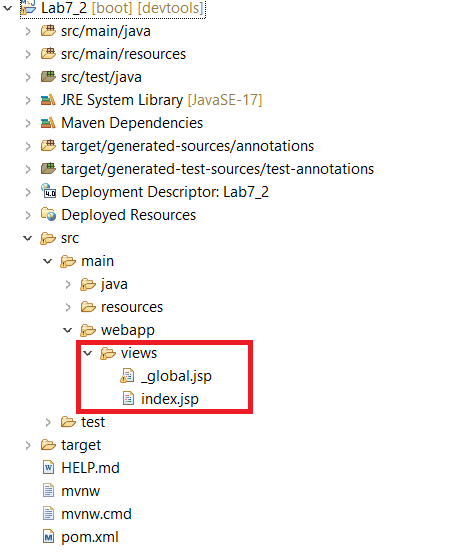 Lab7_2 [boot] [devtools]
src/main/java
src/main/resources
src/test/java
JRE System Library [JavaSE-17]
Maven Dependencies
target/generated-sources/annotations
target/generated-test-sources/test-annotations
Deployment Descriptor: Lab7_2
Deployed Resources
src
main
java
resources
webapp
views
_global.jsp
index.jsp
test
target
HELP.md
mvnw
mvnw.cmd
pom.xml